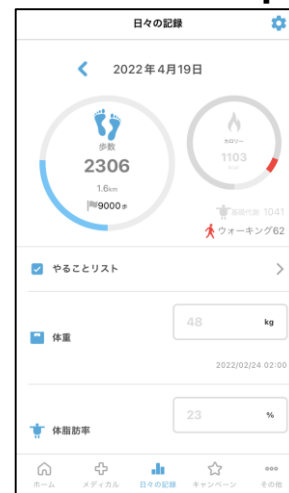 日々の記録
2022年4月19日
歩数
2306
1.6km
9000歩
カロリー
1103
kcal
基礎代謝 1041
ウォーキング62
やることリスト
48 kg
体重
2022/02/24 02:00
23 %
体脂肪率
ホーム メディカル 日々の記録 キャンペーン その他